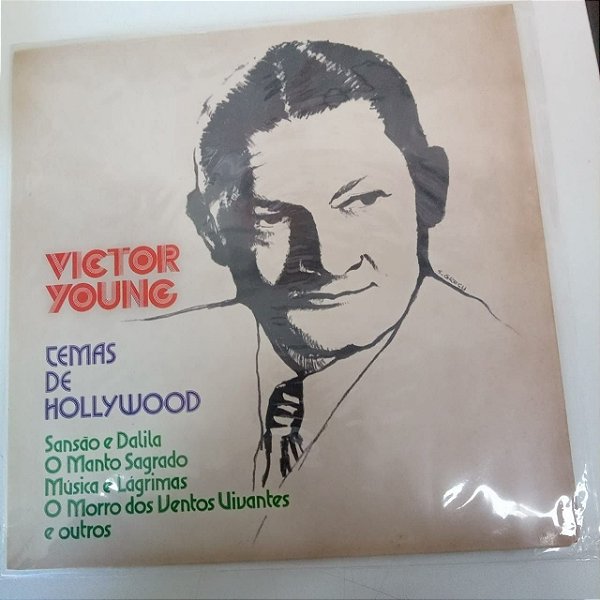 VICTOR
YOUNG
TEMAS
DE
HOLLYWOOD
Sansão e Dalila
O Manto Sagrado
Música e Lágrimas
O Morro dos Ventos Uivantes
e outros